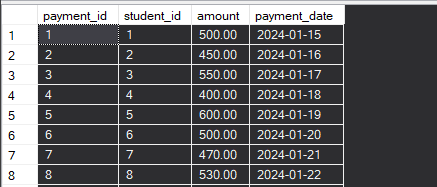 payment_id student_id amount payment_date
1 1 1 500.00 2024-01-15
2 2 2 450.00 2024-01-16
3 3 3 550.00 2024-01-17
4 4 4 400.00 2024-01-18
5 5 5 600.00 2024-01-19
6 6 6 500.00 2024-01-20
7 7 7 470.00 2024-01-21
8 8 8 530.00 2024-01-22